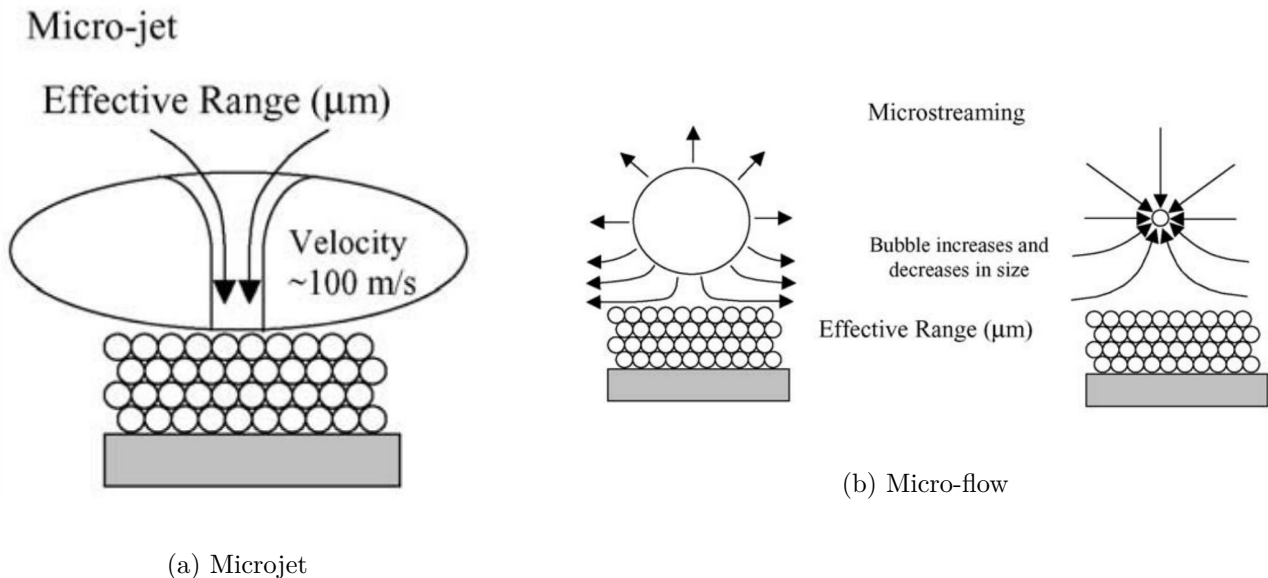 Micro-jet
Effective Range (μm)
Velocity
~100 m/s
(a) Microjet
Microstreaming
Bubble increases and
decreases in size
Effective Range (μm)
(b) Micro-flow